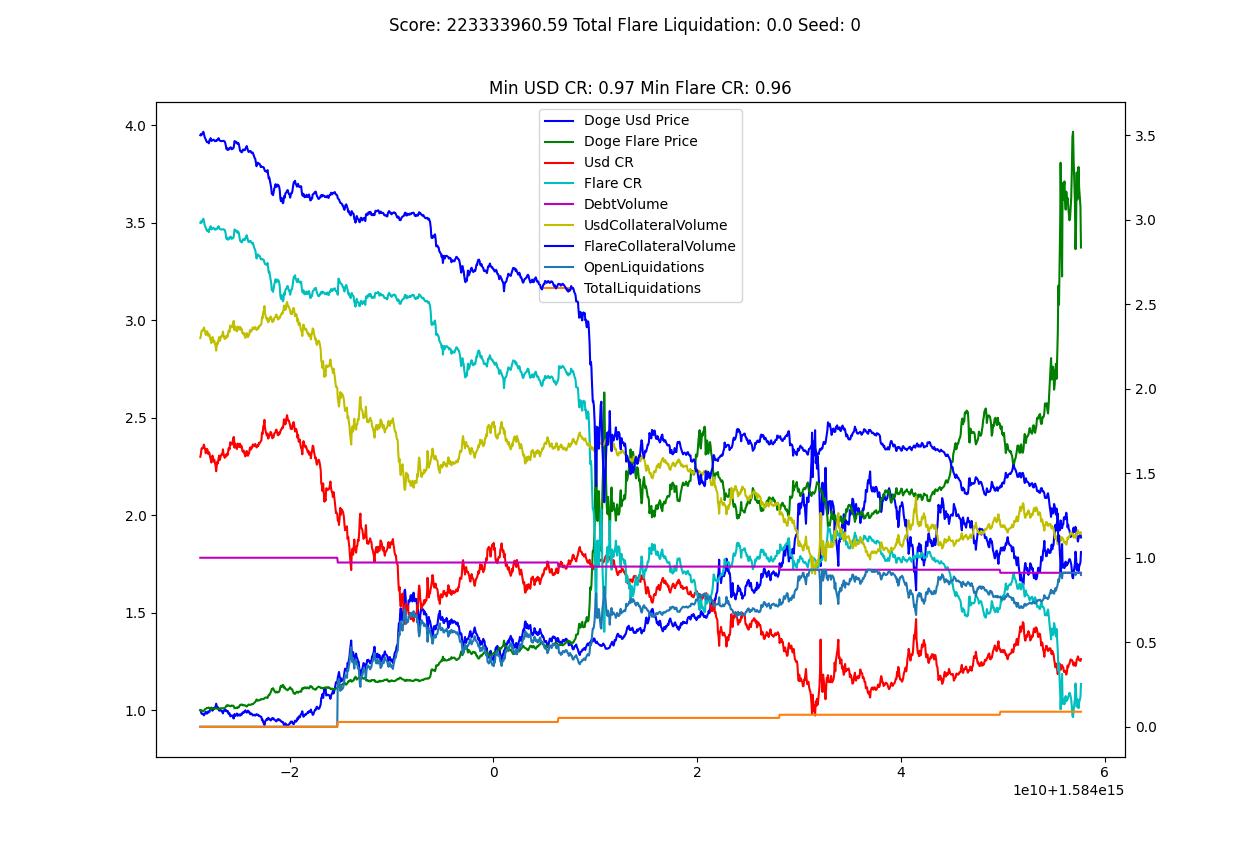 Score: 223333960.59 Total Flare Liquidation: 0.0 Seed: 0
Min USD CR: 0.97 Min Flare CR: 0.96
Doge Usd Price
Doge Flare Price
Usd CR
Flare CR
DebtVolume
UsdCollateralVolume
FlareCollateralVolume
OpenLiquidations
TotalLiquidations
4.0
3.5
3.0
2.5
2.0
1.5
1.0
3.5
3.0
2.5
2.0
1.5
1.0
0.5
0.0
−2 0 2 4 6
1e10+1.584e15